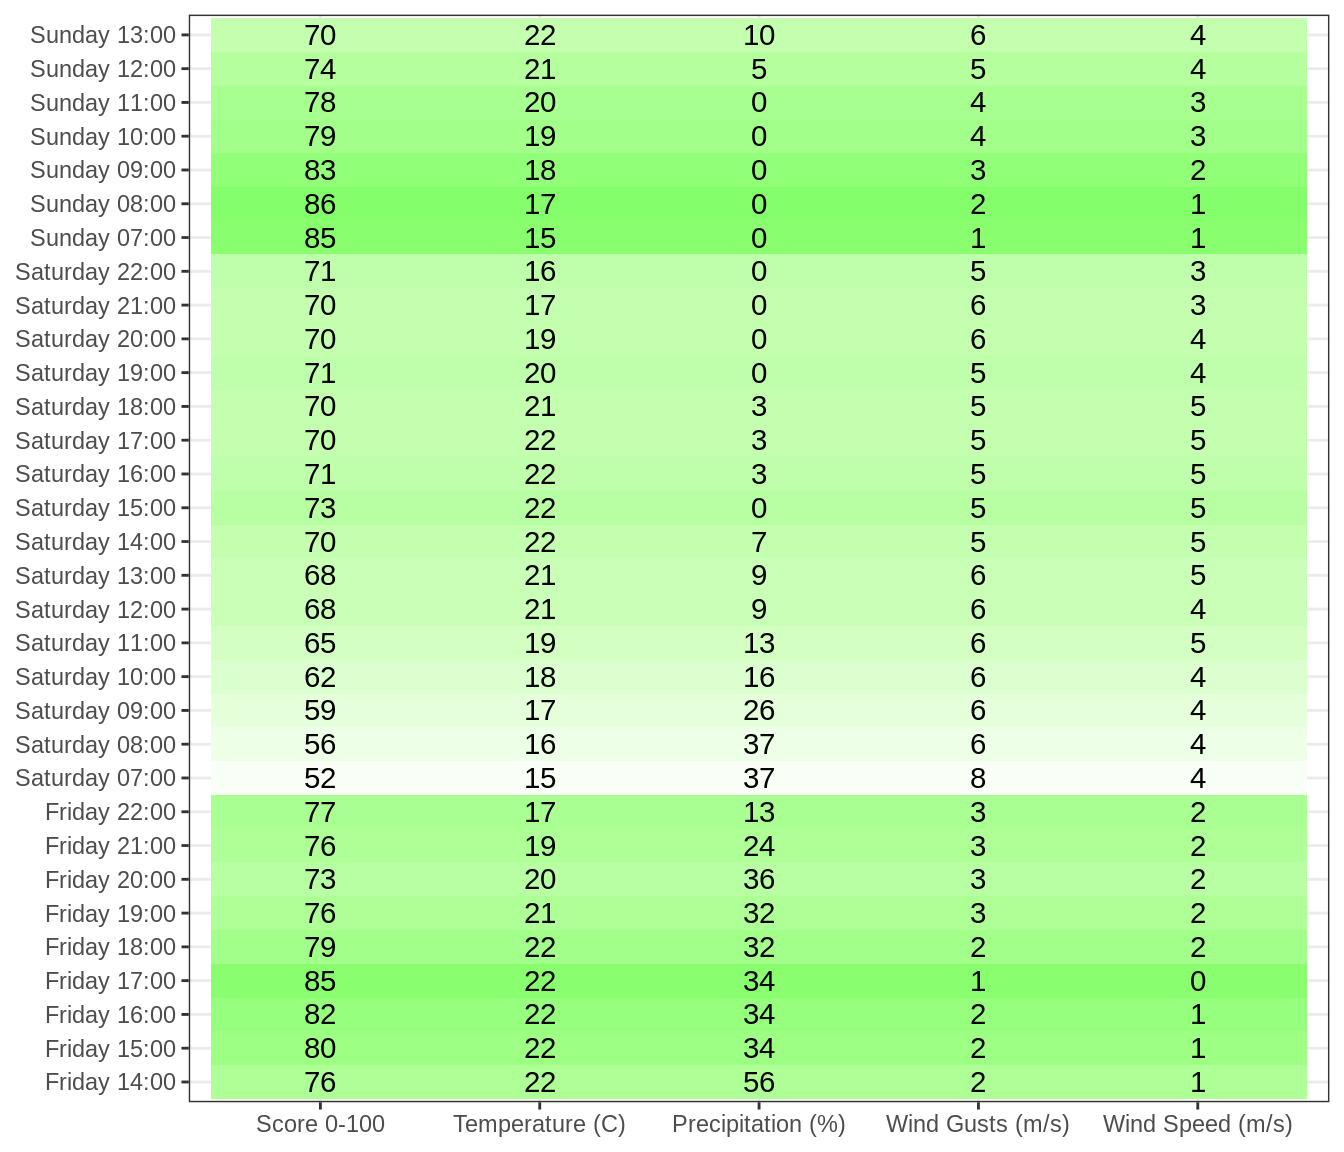 Sunday 13:00 70 22 10 6 4
Sunday 12:00 74 21 5 5 4
Sunday 11:00 78 20 0 4 3
Sunday 10:00 79 19 0 4 3
Sunday 09:00 83 18 0 3 2
Sunday 08:00 86 17 0 2 1
Sunday 07:00 85 15 0 1 1
Saturday 22:00 71 16 0 5 3
Saturday 21:00 70 17 0 6 3
Saturday 20:00 70 19 0 6 4
Saturday 19:00 71 20 0 5 4
Saturday 18:00 70 21 3 5 5
Saturday 17:00 70 22 3 5 5
Saturday 16:00 71 22 3 5 5
Saturday 15:00 73 22 0 5 5
Saturday 14:00 70 22 7 5 5
Saturday 13:00 68 21 9 6 5
Saturday 12:00 68 21 9 6 4
Saturday 11:00 65 19 13 6 5
Saturday 10:00 62 18 16 6 4
Saturday 09:00 59 17 26 6 4
Saturday 08:00 56 16 37 6 4
Saturday 07:00 52 15 37 8 4
Friday 22:00 77 17 13 3 2
Friday 21:00 76 19 24 3 2
Friday 20:00 73 20 36 3 2
Friday 19:00 76 21 32 3 2
Friday 18:00 79 22 32 2 2
Friday 17:00 85 22 34 1 0
Friday 16:00 82 22 34 2 1
Friday 15:00 80 22 34 2 1
Friday 14:00 76 22 56 2 1
Score 0-100 Temperature (C) Precipitation (%) Wind Gusts (m/s) Wind Speed (m/s)